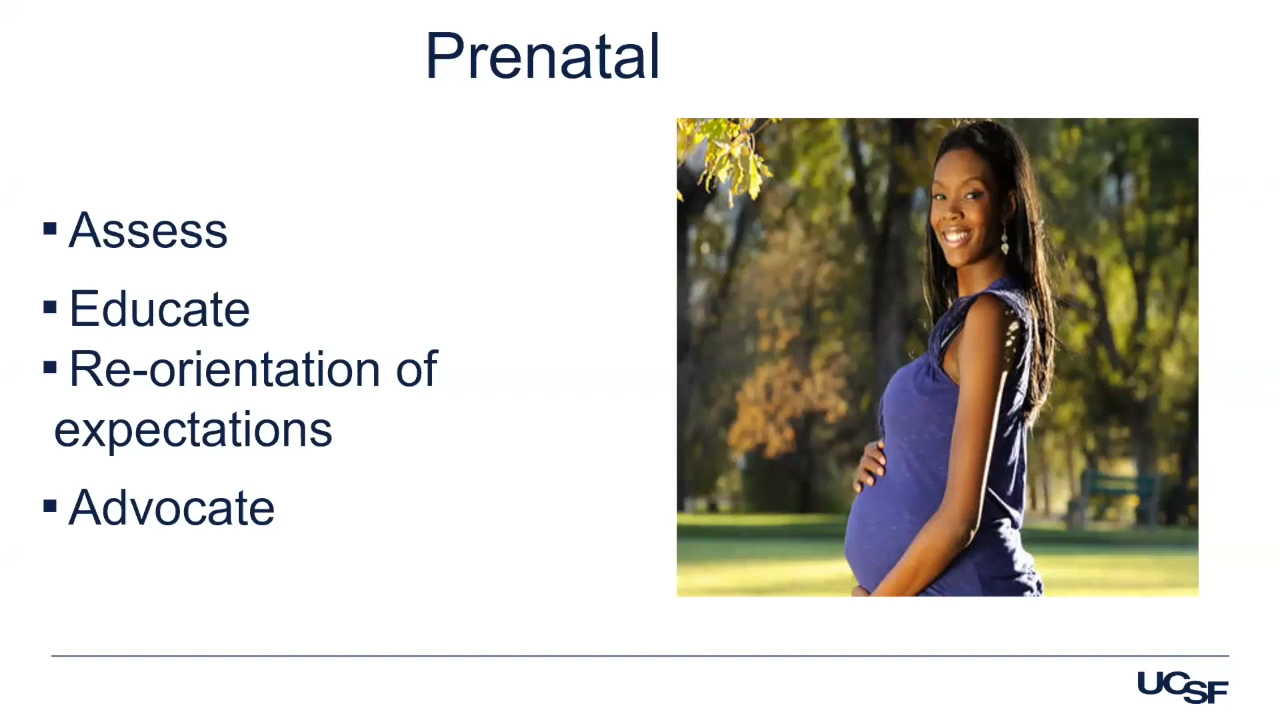 Prenatal
▪ Assess
▪ Educate
▪ Re-orientation of
expectations
▪ Advocate
UCSF